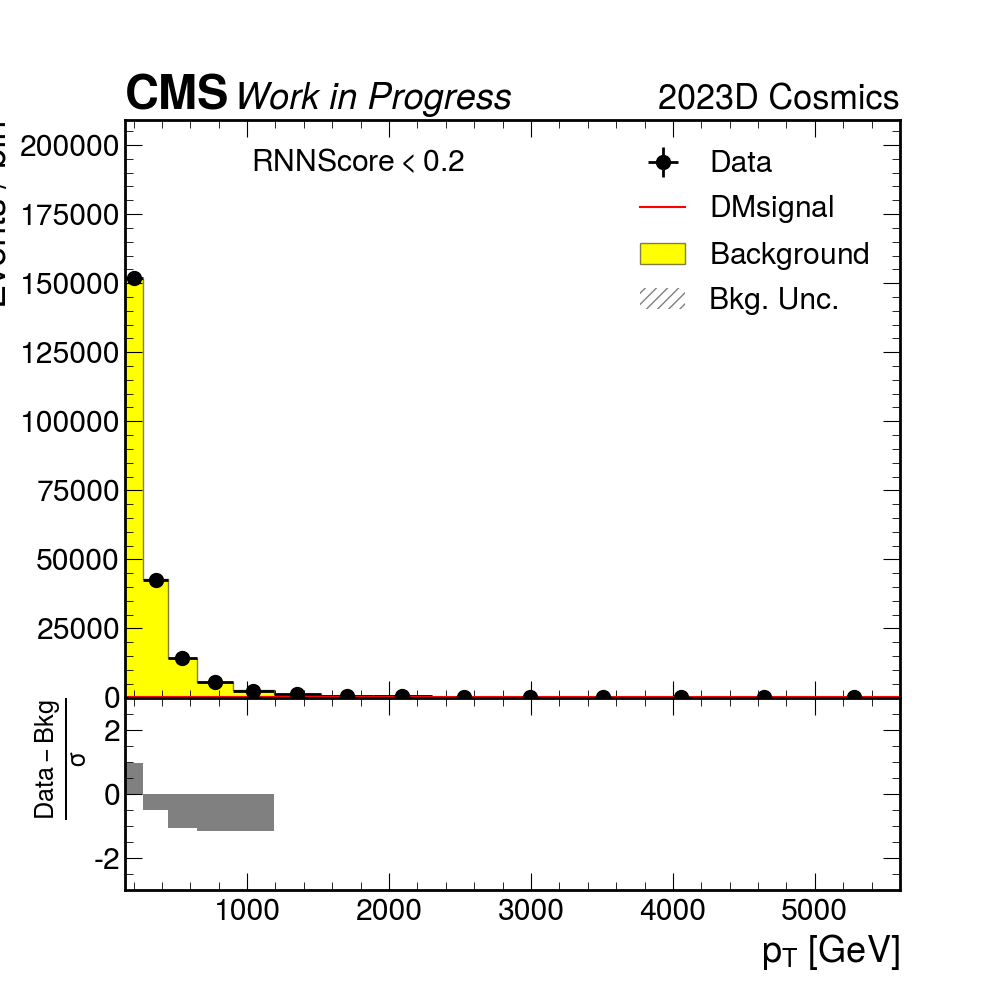 CMS Work in Progress 2023D Cosmics
RNNScore < 0.2
Data
DMsignal
Background
Bkg. Unc.
200000
175000
150000
125000
100000
75000
50000
25000
0
Data – Bkg
σ
2
0
-2
1000 2000 3000 4000 5000
pT [GeV]